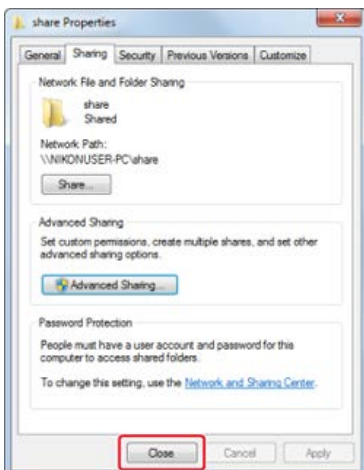 share Properties
General Sharing Security Previous Versions Customize
Network File and Folder Sharing
share
Shared
Network Path:
\\NIKONUSER-PC\share
Share...
Advanced Sharing
Set custom permissions, create multiple shares, and set other
advanced sharing options.
Advanced Sharing...
Password Protection
People must have a user account and password for this
computer to access shared folders.
To change this setting, use the Network and Sharing Center.
Close Cancel Apply